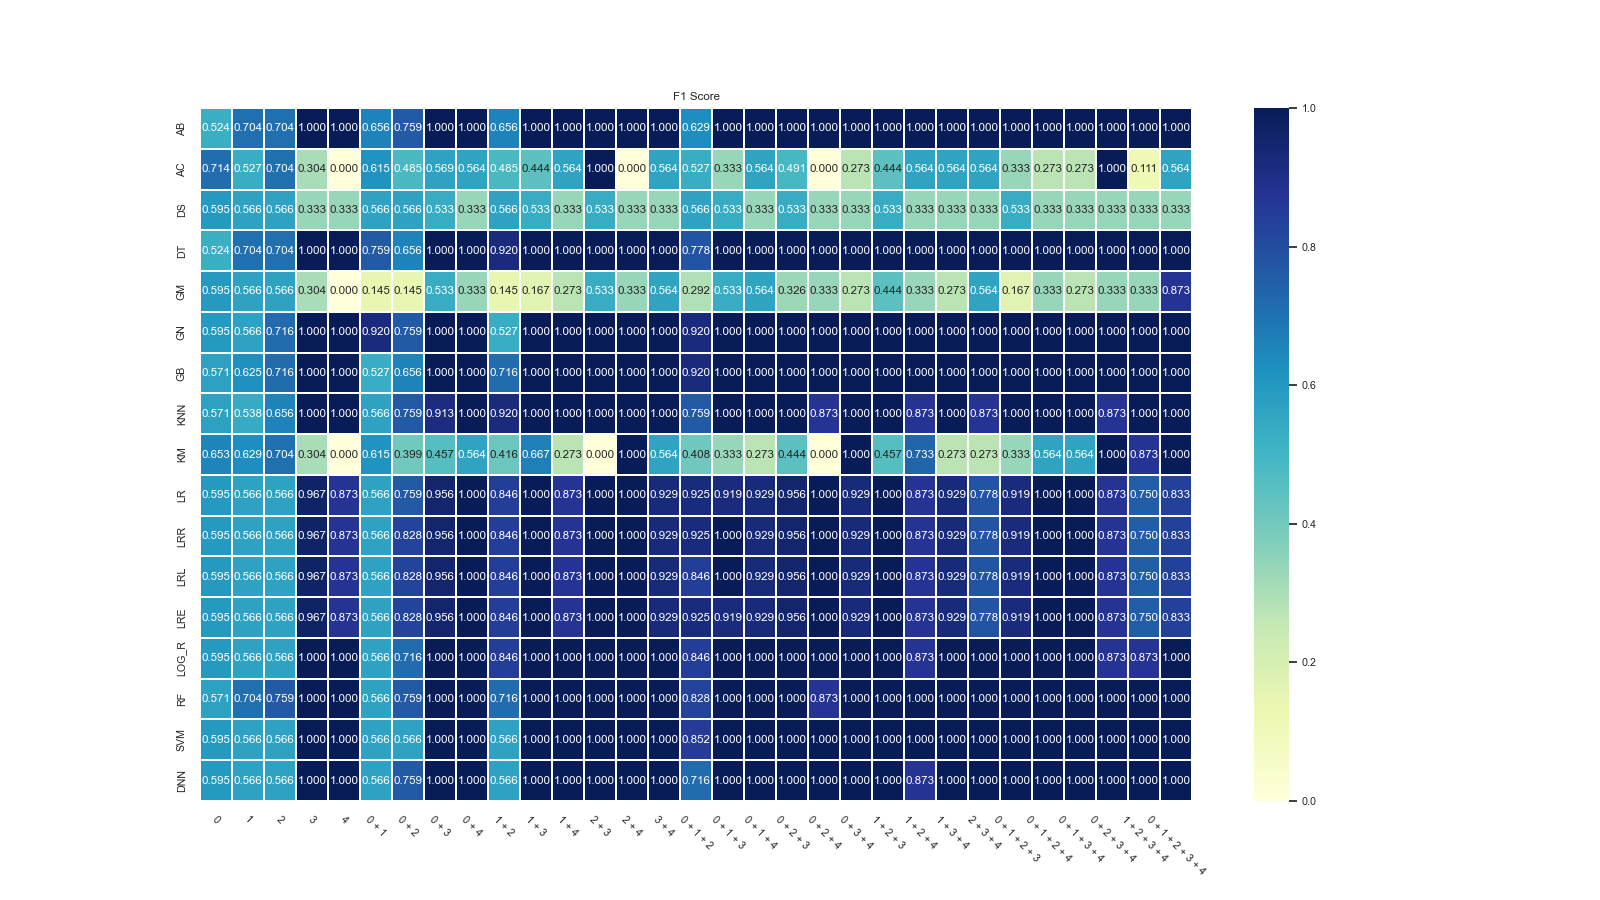 F1 Score
AB 0.524 0.704 0.704 1.000 1.000 0.656 0.759 1.000 1.000 0.656 1.000 1.000 1.000 1.000 1.000 0.629 1.000 1.000 1.000 1.000 1.000 1.000 1.000 1.000 1.000 1.000 1.000 1.000 1.000 1.000 1.000
AC 0.714 0.527 0.704 0.304 0.000 0.615 0.485 0.569 0.564 0.485 0.444 0.564 1.000 0.000 0.564 0.527 0.333 0.564 0.491 0.000 0.273 0.444 0.564 0.564 0.564 0.333 0.273 0.273 1.000 0.111 0.564
DS 0.595 0.566 0.566 0.333 0.333 0.566 0.566 0.533 0.333 0.566 0.533 0.333 0.533 0.333 0.333 0.566 0.533 0.333 0.533 0.333 0.333 0.533 0.333 0.333 0.333 0.533 0.333 0.333 0.333 0.333 0.333
DT 0.524 0.704 0.704 1.000 1.000 0.759 0.656 1.000 1.000 0.920 1.000 1.000 1.000 1.000 1.000 0.778 1.000 1.000 1.000 1.000 1.000 1.000 1.000 1.000 1.000 1.000 1.000 1.000 1.000 1.000 1.000
GM 0.595 0.566 0.566 0.304 0.000 0.145 0.145 0.533 0.333 0.145 0.167 0.273 0.533 0.333 0.564 0.292 0.533 0.564 0.326 0.333 0.273 0.444 0.333 0.273 0.564 0.167 0.333 0.273 0.333 0.333 0.873
GN 0.595 0.566 0.716 1.000 1.000 0.920 0.759 1.000 1.000 0.527 1.000 1.000 1.000 1.000 1.000 0.920 1.000 1.000 1.000 1.000 1.000 1.000 1.000 1.000 1.000 1.000 1.000 1.000 1.000 1.000 1.000
GB 0.571 0.625 0.716 1.000 1.000 0.527 0.656 1.000 1.000 0.716 1.000 1.000 1.000 1.000 1.000 0.920 1.000 1.000 1.000 1.000 1.000 1.000 1.000 1.000 1.000 1.000 1.000 1.000 1.000 1.000 1.000
KNN 0.571 0.538 0.656 1.000 1.000 0.566 0.759 0.913 1.000 0.920 1.000 1.000 1.000 1.000 1.000 0.759 1.000 1.000 1.000 0.873 1.000 1.000 0.873 1.000 0.873 1.000 1.000 1.000 0.873 1.000 1.000
KM 0.653 0.629 0.704 0.304 0.000 0.615 0.399 0.457 0.564 0.416 0.667 0.273 0.000 1.000 0.564 0.408 0.333 0.273 0.444 0.000 1.000 0.457 0.733 0.273 0.273 0.333 0.564 0.564 1.000 0.873 1.000
LR 0.595 0.566 0.566 0.967 0.873 0.566 0.759 0.956 1.000 0.846 1.000 0.873 1.000 1.000 0.929 0.925 0.919 0.929 0.956 1.000 0.929 1.000 0.873 0.929 0.778 0.919 1.000 1.000 0.873 0.750 0.833
LRR 0.595 0.566 0.566 0.967 0.873 0.566 0.828 0.956 1.000 0.846 1.000 0.873 1.000 1.000 0.929 0.925 1.000 0.929 0.956 1.000 0.929 1.000 0.873 0.929 0.778 0.919 1.000 1.000 0.873 0.750 0.833
LRL 0.595 0.566 0.566 0.967 0.873 0.566 0.828 0.956 1.000 0.846 1.000 0.873 1.000 1.000 0.929 0.846 1.000 0.929 0.956 1.000 0.929 1.000 0.873 0.929 0.778 0.919 1.000 1.000 0.873 0.750 0.833
LRE 0.595 0.566 0.566 0.967 0.873 0.566 0.828 0.956 1.000 0.846 1.000 0.873 1.000 1.000 0.929 0.925 0.919 0.929 0.956 1.000 0.929 1.000 0.873 0.929 0.778 0.919 1.000 1.000 0.873 0.750 0.833
LOG_R 0.595 0.566 0.566 1.000 1.000 0.566 0.716 1.000 1.000 0.846 1.000 1.000 1.000 1.000 1.000 0.846 1.000 1.000 1.000 1.000 1.000 1.000 0.873 1.000 1.000 1.000 1.000 1.000 0.873 0.873 1.000
RF 0.571 0.704 0.759 1.000 1.000 0.566 0.759 1.000 1.000 0.716 1.000 1.000 1.000 1.000 1.000 0.828 1.000 1.000 1.000 0.873 1.000 1.000 1.000 1.000 1.000 1.000 1.000 1.000 1.000 1.000 1.000
SVM 0.595 0.566 0.566 1.000 1.000 0.566 0.566 1.000 1.000 0.566 1.000 1.000 1.000 1.000 1.000 0.852 1.000 1.000 1.000 1.000 1.000 1.000 1.000 1.000 1.000 1.000 1.000 1.000 1.000 1.000 1.000
DNN 0.595 0.566 0.566 1.000 1.000 0.566 0.759 1.000 1.000 0.566 1.000 1.000 1.000 1.000 1.000 0.716 1.000 1.000 1.000 1.000 1.000 1.000 0.873 1.000 1.000 1.000 1.000 1.000 1.000 1.000 1.000
0 1 2 3 4 0 + 1 0 + 2 0 + 3 0 + 4 1 + 2 1 + 3 1 + 4 2 + 3 2 + 4 3 + 4 0 + 1 + 2 0 + 1 + 3 0 + 1 + 4 0 + 2 + 3 0 + 2 + 4 0 + 3 + 4 1 + 2 + 3 1 + 2 + 4 1 + 3 + 4 2 + 3 + 4 0 + 1 + 2 + 3 0 + 1 + 2 + 4 0 + 1 + 3 + 4 0 + 2 + 3 + 4 1 + 2 + 3 + 4 0 + 1 + 2 + 3 + 4
1.0
0.8
0.6
0.4
0.2
0.0